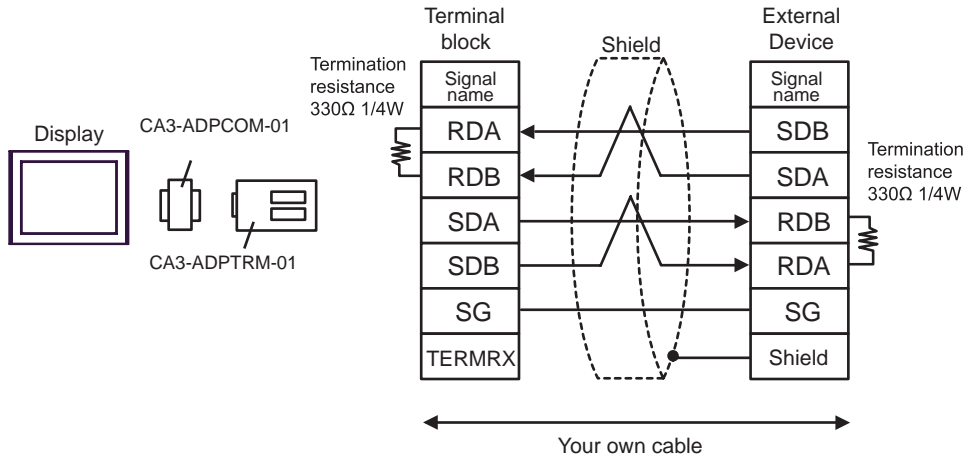 Terminal
block
Shield
External
Device
Termination
resistance
330Ω 1/4W
Signal
name
Signal
name
Display
CA3-ADPCOM-01
RDA
SDB
RDB
SDA
Termination
resistance
330Ω 1/4W
SDA
RDB
CA3-ADPTRM-01
SDB
RDA
SG
SG
TERMRX
Shield
Your own cable